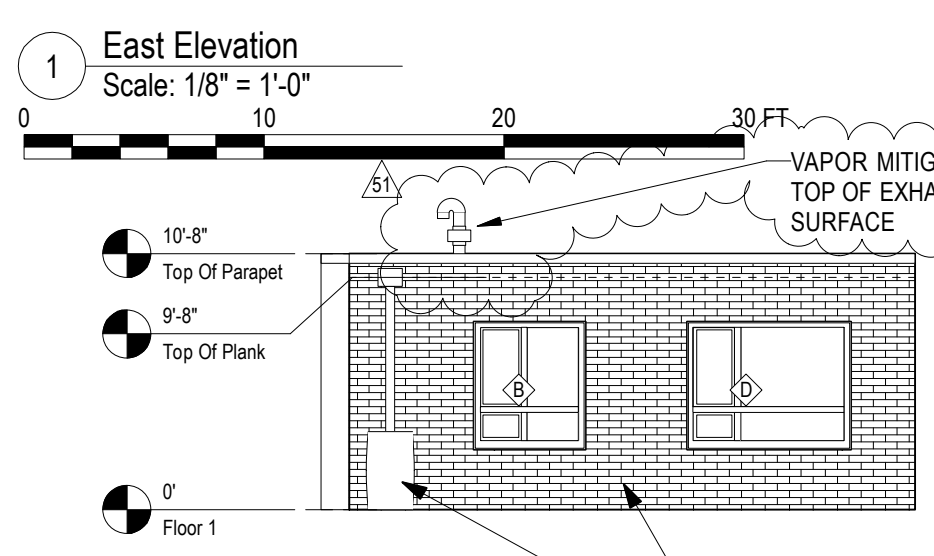 1
East Elevation
Scale: 1/8" = 1'-0"
0 10 20 30 FT
51
VAPOR MITIG
TOP OF EXHA
SURFACE
10'-8"
Top Of Parapet
9'-8"
Top Of Plank
B D
0'
Floor 1